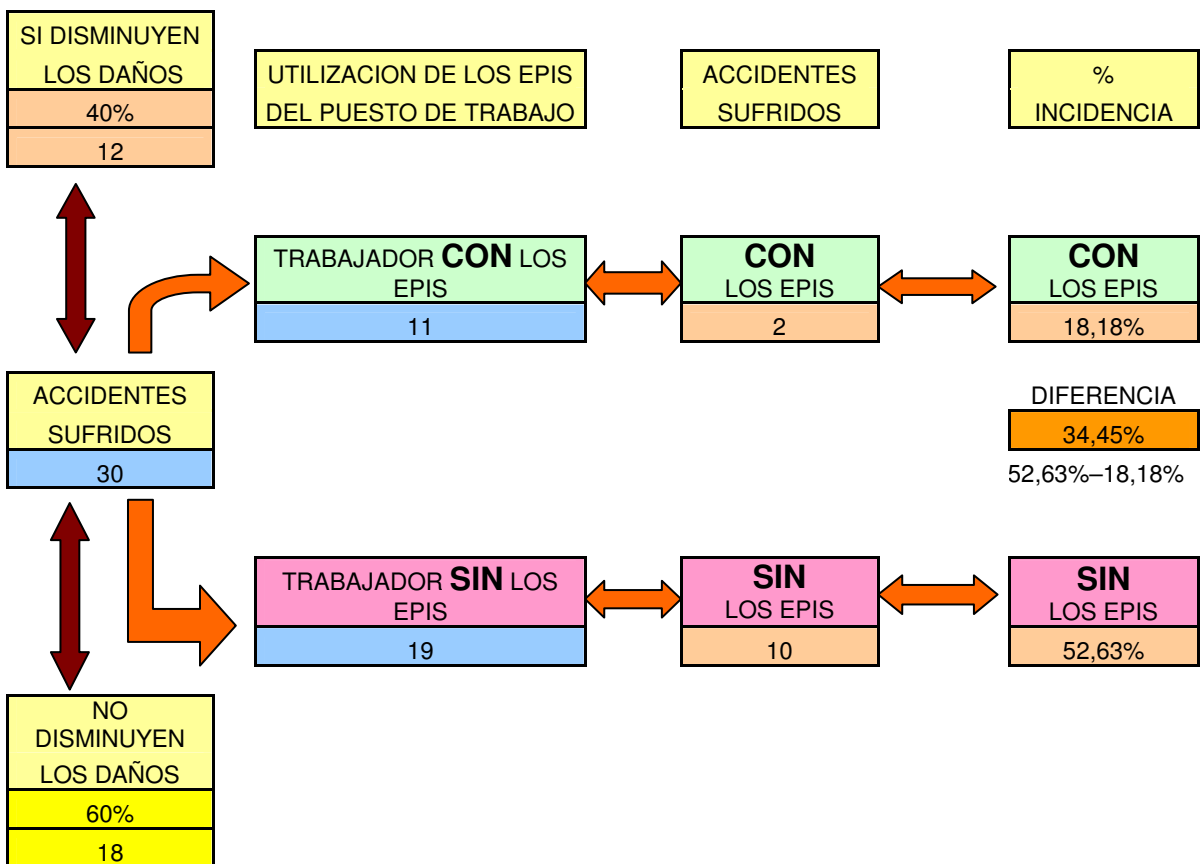 SI DISMINUYEN
LOS DAÑOS
40%
12
UTILIZACION DE LOS EPIS
DEL PUESTO DE TRABAJO
ACCIDENTES
SUFRIDOS
%
INCIDENCIA
TRABAJADOR CON LOS
EPIS
11
CON
LOS EPIS
2
CON
LOS EPIS
18,18%
ACCIDENTES
SUFRIDOS
30
DIFERENCIA
34,45%
52,63%–18,18%
TRABAJADOR SIN LOS
EPIS
19
SIN
LOS EPIS
10
SIN
LOS EPIS
52,63%
NO
DISMINUYEN
LOS DAÑOS
60%
18